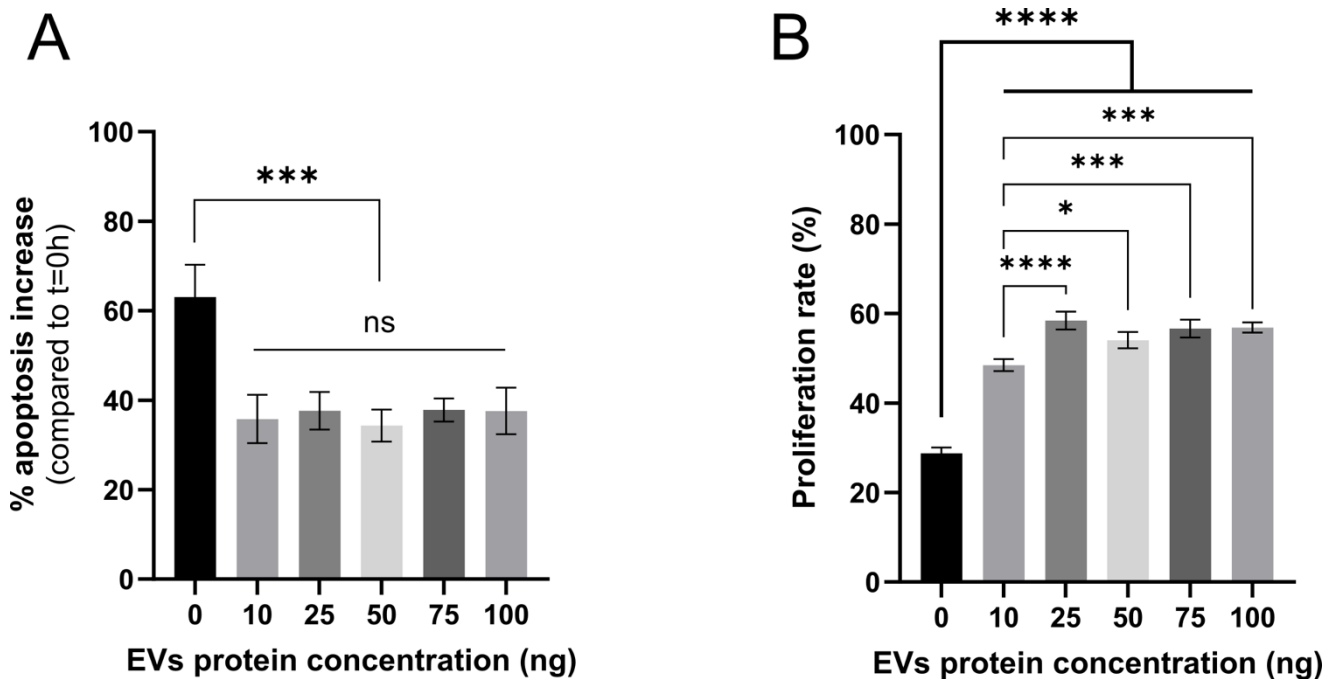 A
% apoptosis increase
(compared to t=0h)
100
80
60
40
20
0
***
ns
0 10 25 50 75 100
EVs protein concentration (ng)
B
Proliferation rate (%)
100
80
60
40
20
0
****
***
***
*
****
0 10 25 50 75 100
EVs protein concentration (ng)